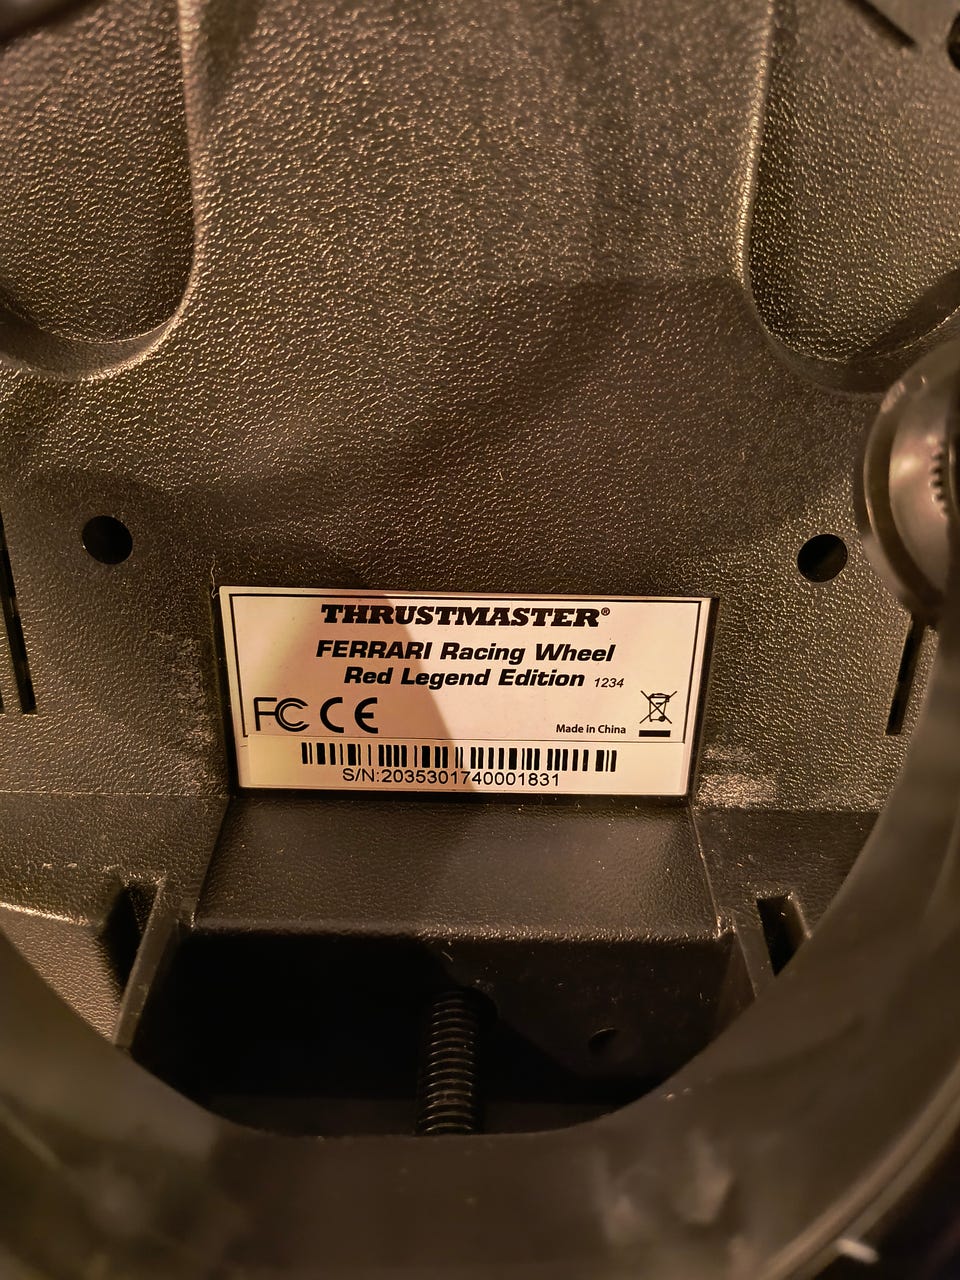 THRUSTMASTER®
FERRARI Racing Wheel
Red Legend Edition 1234
FC CE
Made in China
S/N:2035301740001831